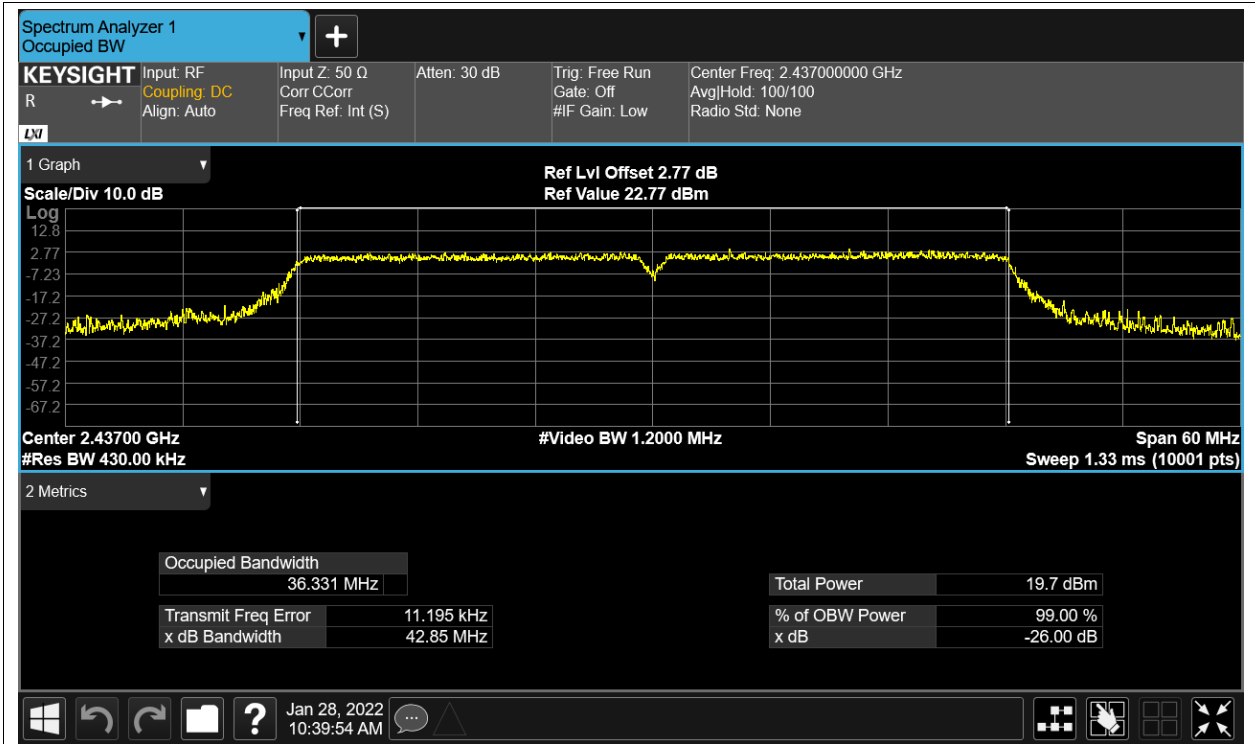 Spectrum Analyzer 1
Occupied BW
▼
+
KEYSIGHT
R
LXI
Input: RF
Coupling: DC
Align: Auto
Input Z: 50 Ω
Corr CCorr
Freq Ref: Int (S)
Atten: 30 dB
Trig: Free Run
Gate: Off
#IF Gain: Low
Center Freq: 2.437000000 GHz
Avg|Hold: 100/100
Radio Std: None
1 Graph ▼
Scale/Div 10.0 dB
Ref Lvl Offset 2.77 dB
Ref Value 22.77 dBm
Log
12.8
2.77
-7.23
-17.2
-27.2
-37.2
-47.2
-57.2
-67.2
Center 2.43700 GHz
#Res BW 430.00 kHz
#Video BW 1.2000 MHz
Span 60 MHz
Sweep 1.33 ms (10001 pts)
2 Metrics ▼
Occupied Bandwidth
36.331 MHz
Transmit Freq Error 11.195 kHz
x dB Bandwidth 42.85 MHz
Total Power 19.7 dBm
% of OBW Power 99.00 %
x dB -26.00 dB
?
Jan 28, 2022
10:39:54 AM